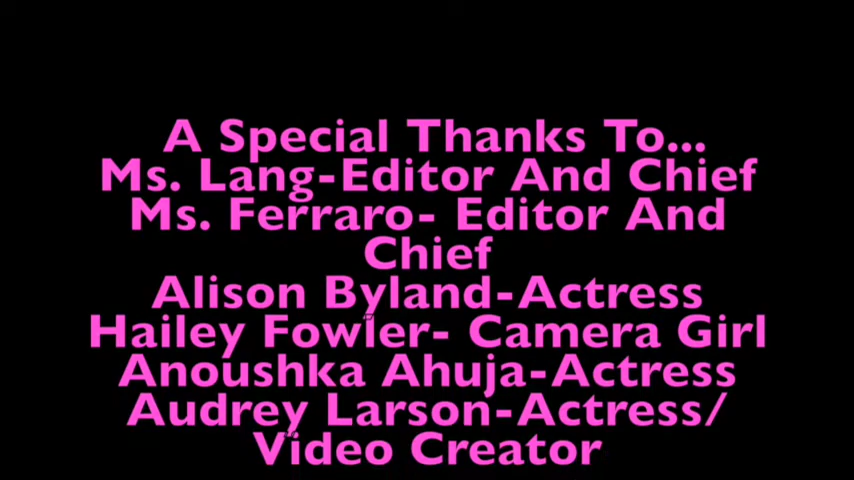 A Special Thanks To...
Ms. Lang-Editor And Chief
Ms. Ferraro- Editor And
Chief
Alison Byland-Actress
Hailey Fowler- Camera Girl
Anoushka Ahuja-Actress
Audrey Larson-Actress/
Video Creator